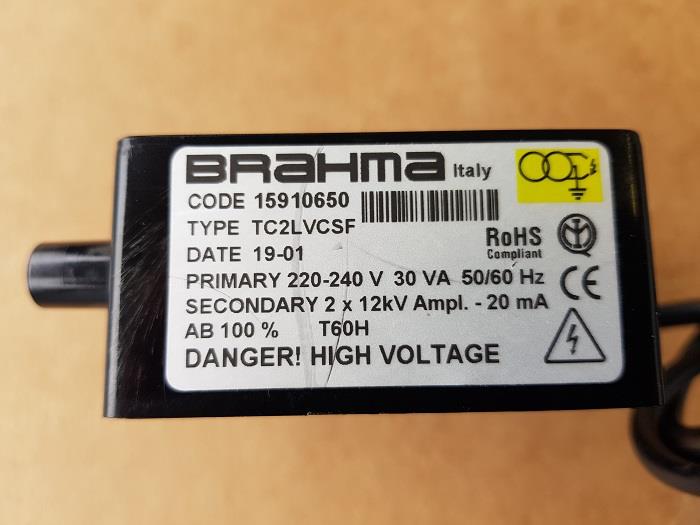 BRAHMA Italy
CODE 15910650
TYPE TC2LVCSF
RoHS
Compliant
DATE 19-01
PRIMARY 220-240 V 30 VA 50/60 Hz
CE
SECONDARY 2 x 12kV Ampl. - 20 mA
AB 100 % T60H
DANGER! HIGH VOLTAGE